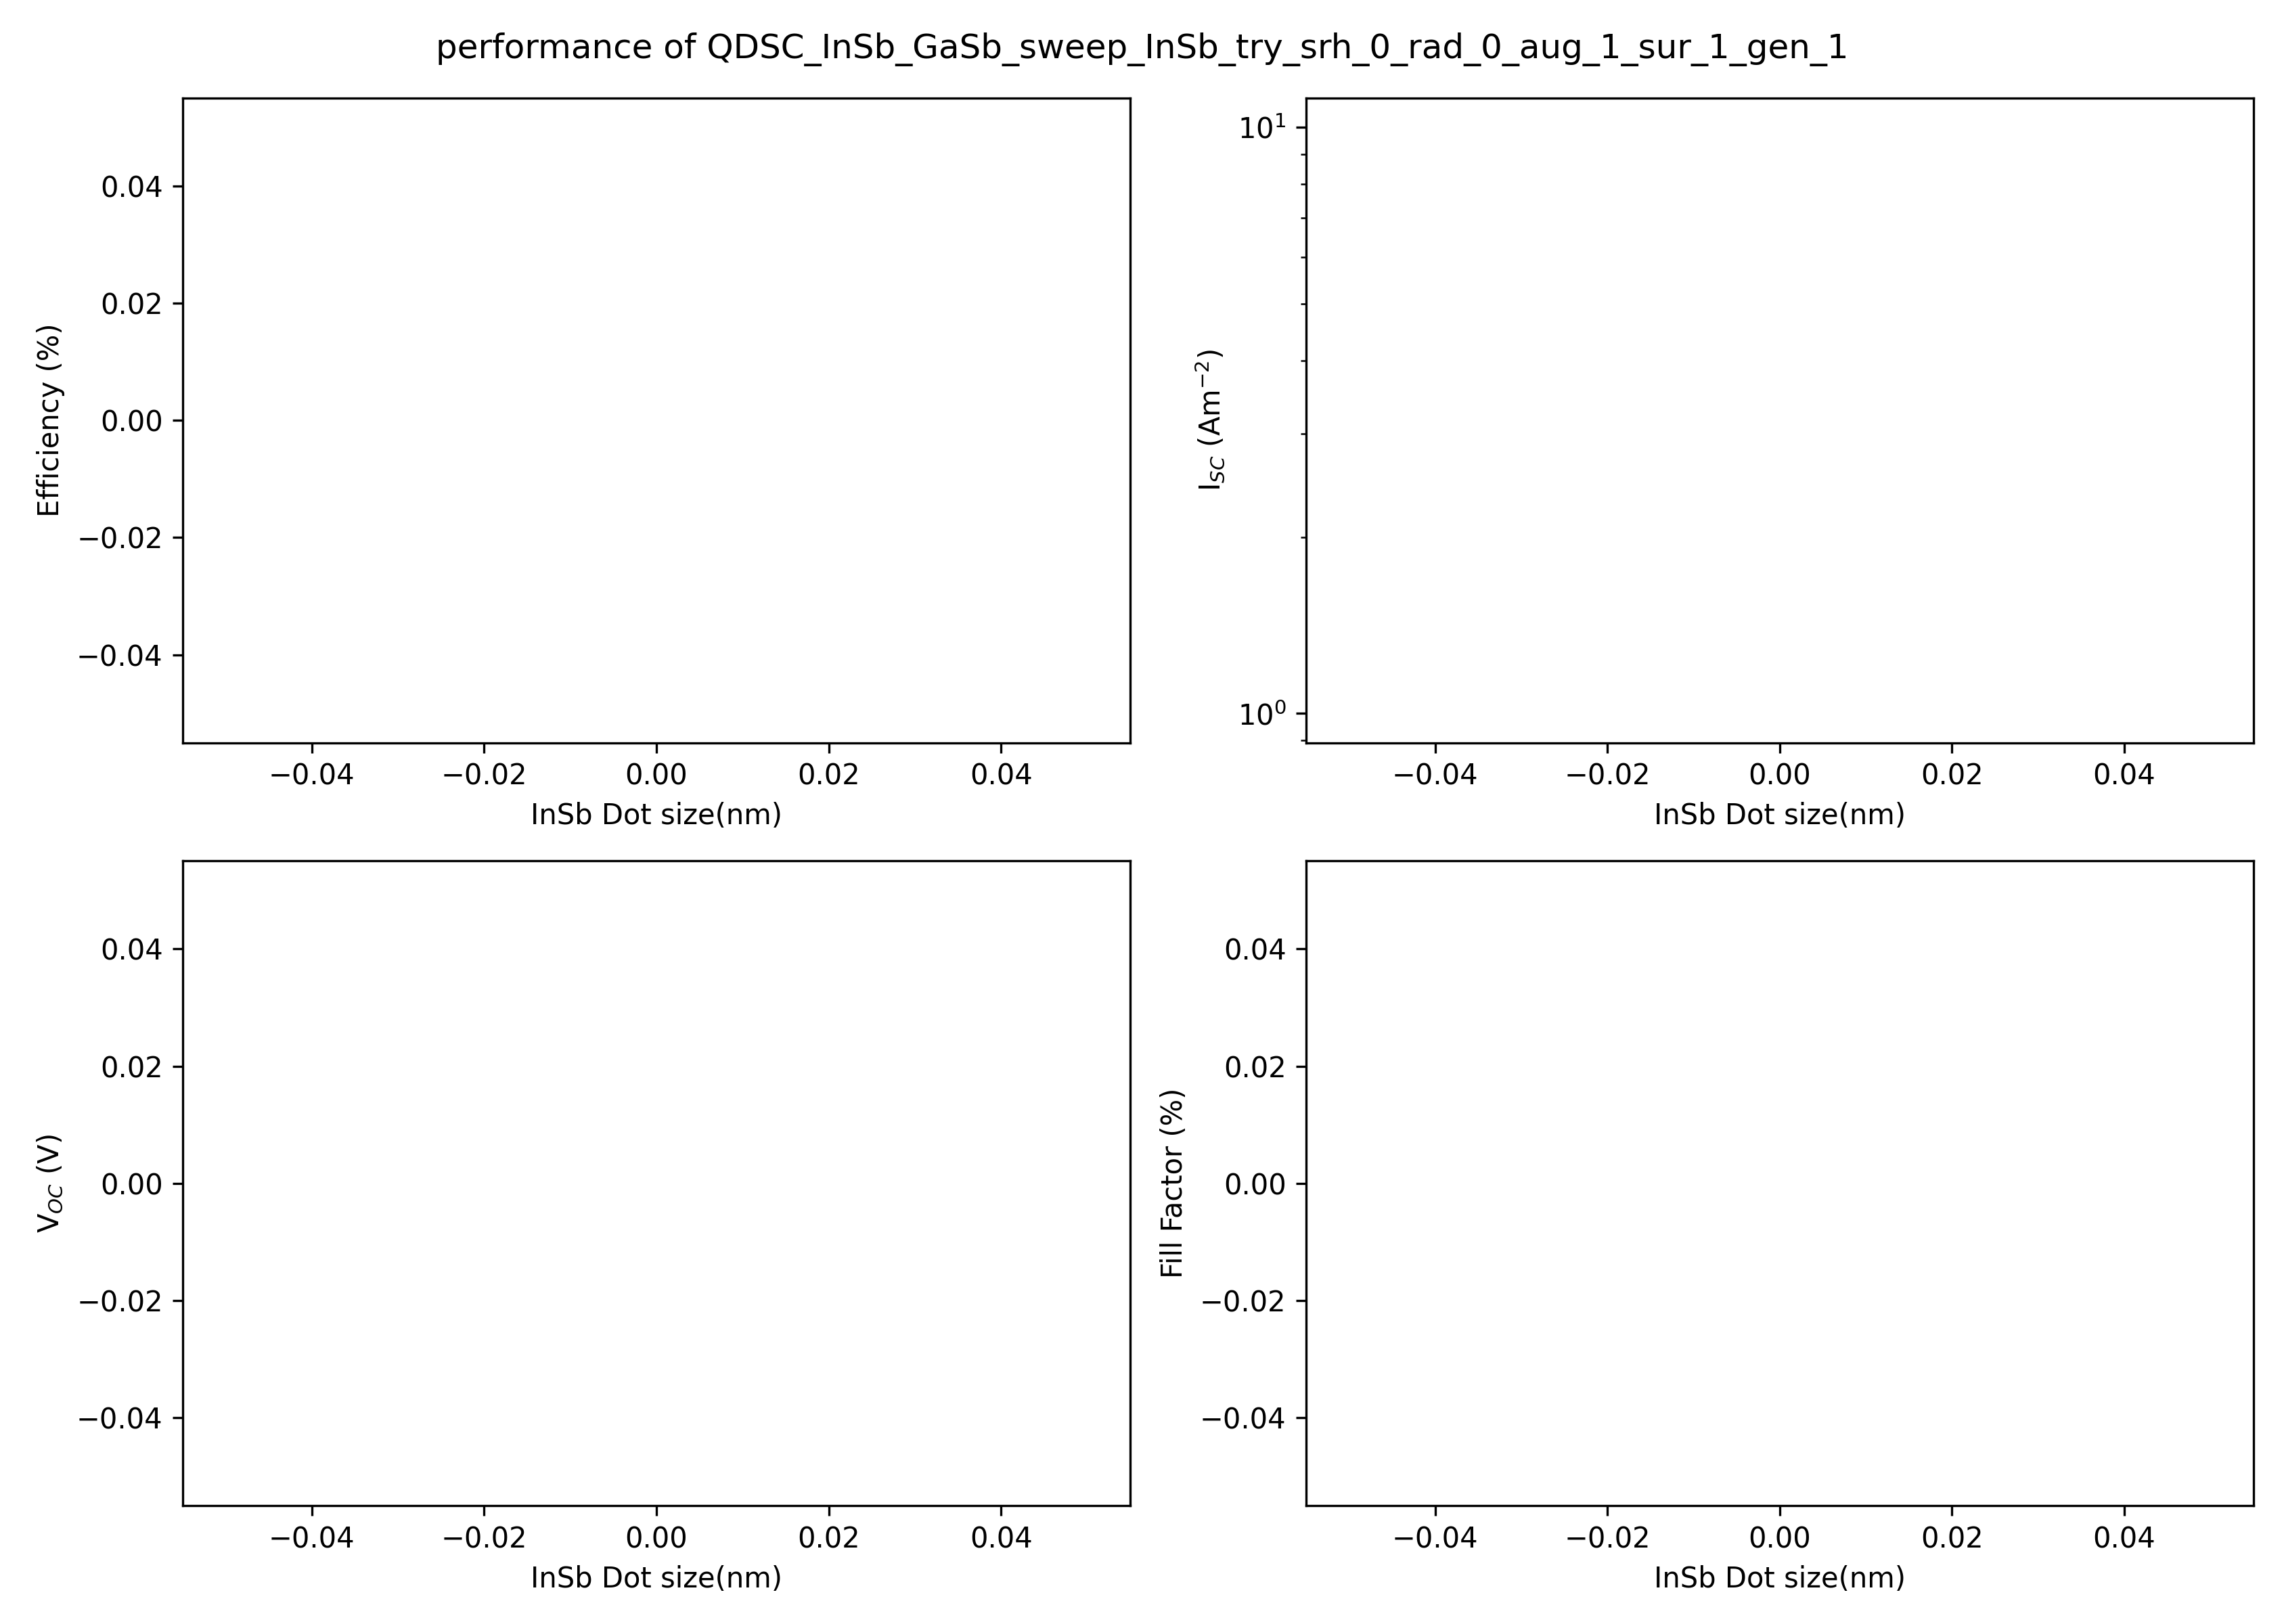 performance of QDSC_InSb_GaSb_sweep_InSb_try_srh_0_rad_0_aug_1_sur_1_gen_1
Efficiency (%)
0.04
0.02
0.00
−0.02
−0.04
−0.04 −0.02 0.00 0.02 0.04
InSb Dot size(nm)
I_SC (Am⁻²)
10¹
10⁰
−0.04 −0.02 0.00 0.02 0.04
InSb Dot size(nm)
V_OC (V)
0.04
0.02
0.00
−0.02
−0.04
−0.04 −0.02 0.00 0.02 0.04
InSb Dot size(nm)
Fill Factor (%)
0.04
0.02
0.00
−0.02
−0.04
−0.04 −0.02 0.00 0.02 0.04
InSb Dot size(nm)